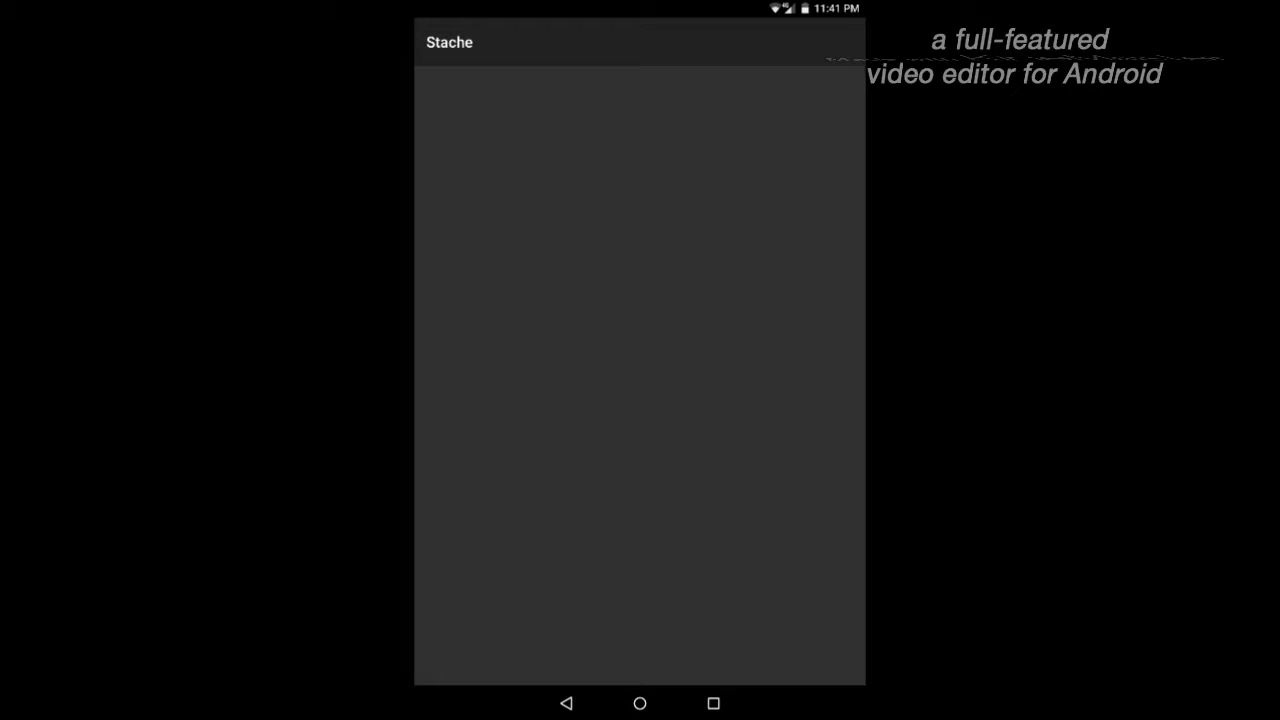 11:41 PM
Stache
a full-featured
video editor for Android